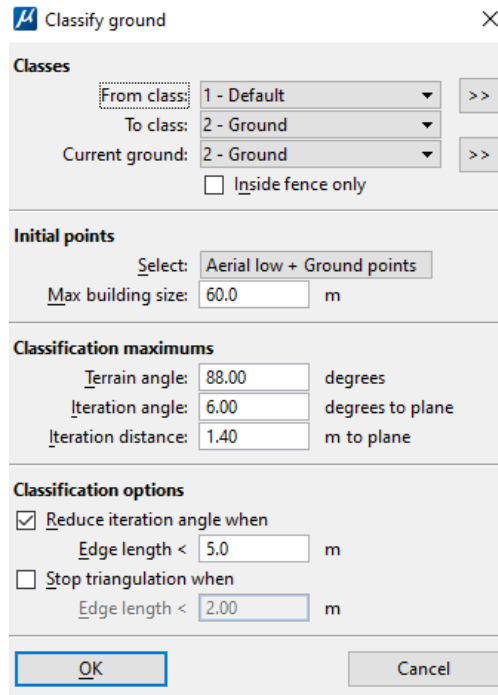 Classify ground
Classes
From class: 1 - Default >>
To class: 2 - Ground
Current ground: 2 - Ground >>
Inside fence only
Initial points
Select: Aerial low + Ground points
Max building size: 60.0 m
Classification maximums
Terrain angle: 88.00 degrees
Iteration angle: 6.00 degrees to plane
Iteration distance: 1.40 m to plane
Classification options
Reduce iteration angle when
Edge length < 5.0 m
Stop triangulation when
Edge length < 2.00 m
OK Cancel